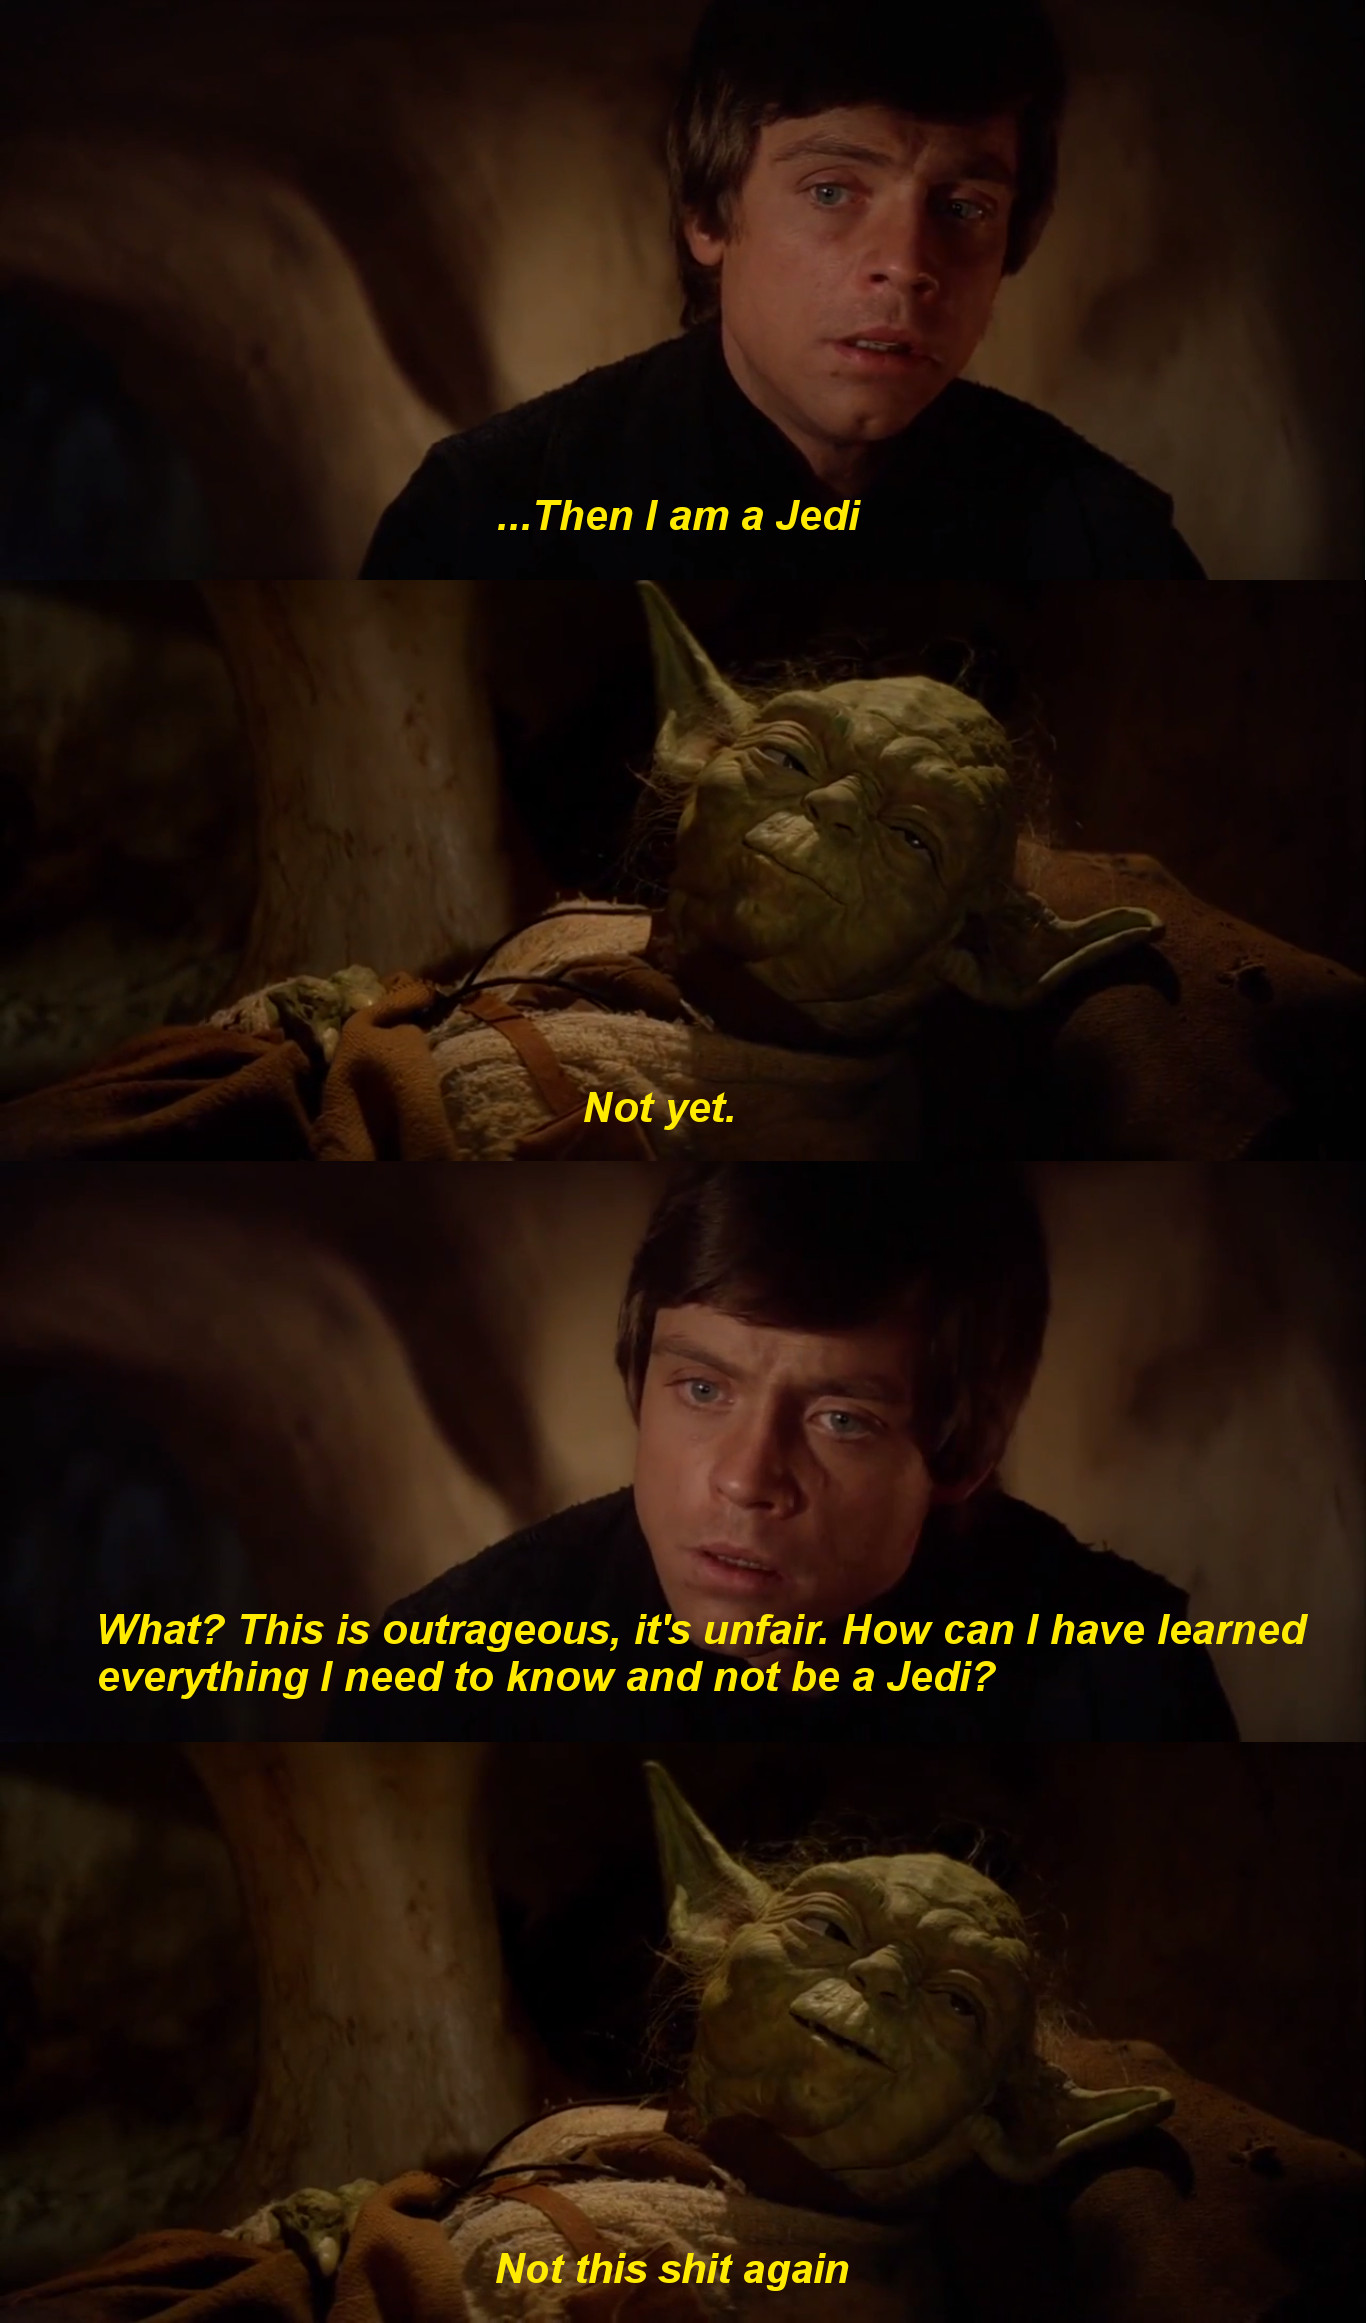 ...Then I am a Jedi
Not yet.
What? This is outrageous, it's unfair. How can I have learned
everything I need to know and not be a Jedi?
Not this shit again